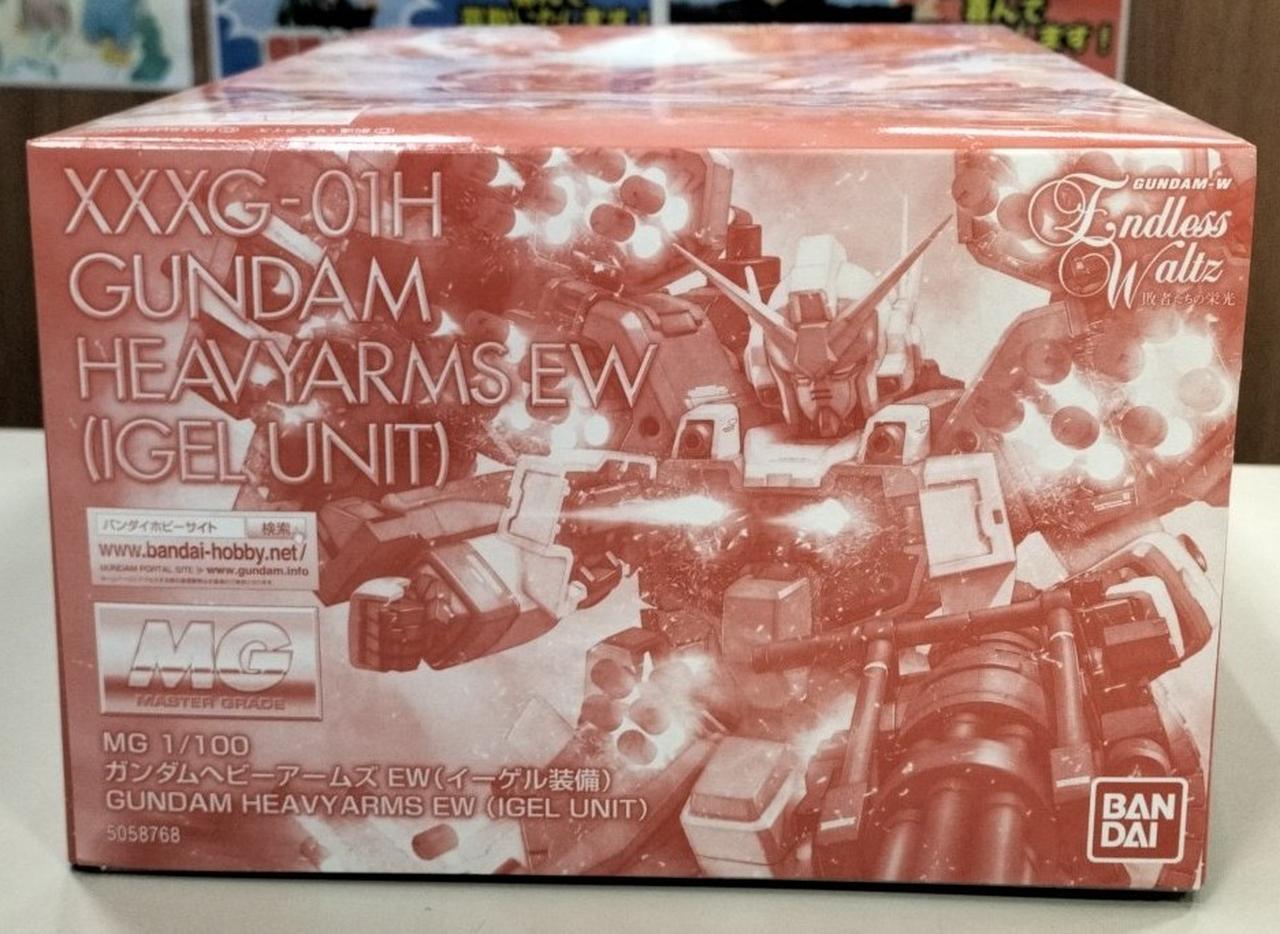 XXXG-01H
GUNDAM
HEAVYARMS EW
(IGEL UNIT)
GUNDAM-W
Endless
Waltz
敗者たちの栄光
バンダイホビーサイト 検索
www.bandai-hobby.net/
GUNDAM PORTAL SITE ≫ www.gundam.info
MG
MASTER GRADE
MG 1/100
ガンダムヘビーアームズ EW(イーゲル装備)
GUNDAM HEAVYARMS EW (IGEL UNIT)
5058768
BAN
DAI